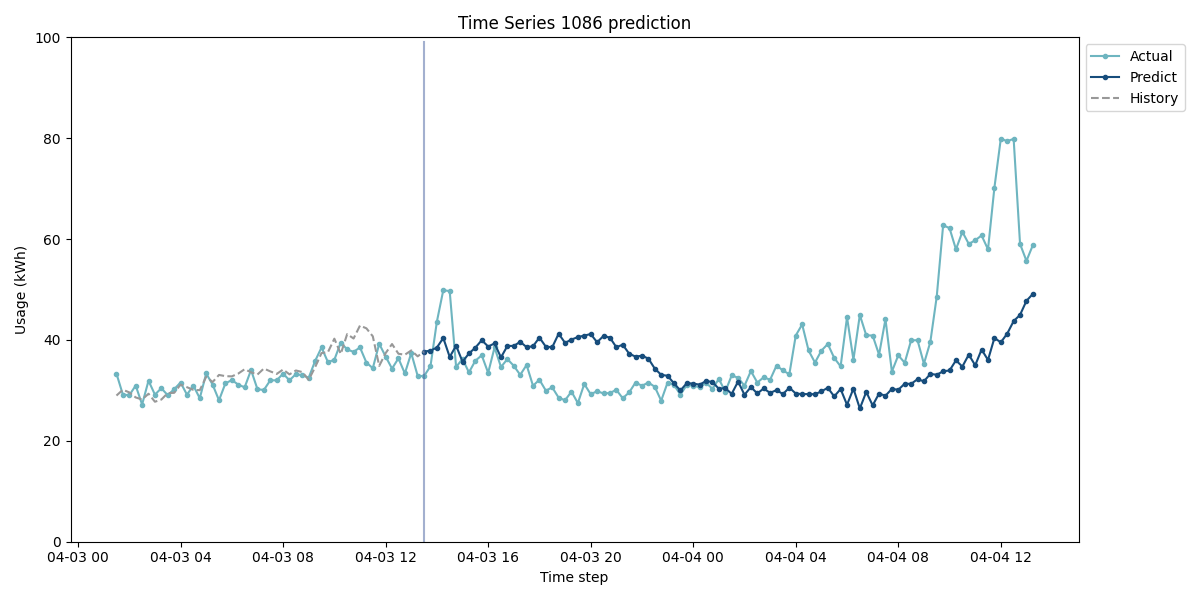 Time Series 1086 prediction
100
80
60
40
20
0
Usage (kWh)
04-03 00 04-03 04 04-03 08 04-03 12 04-03 16 04-03 20 04-04 00 04-04 04 04-04 08 04-04 12
Time step
Actual
Predict
History